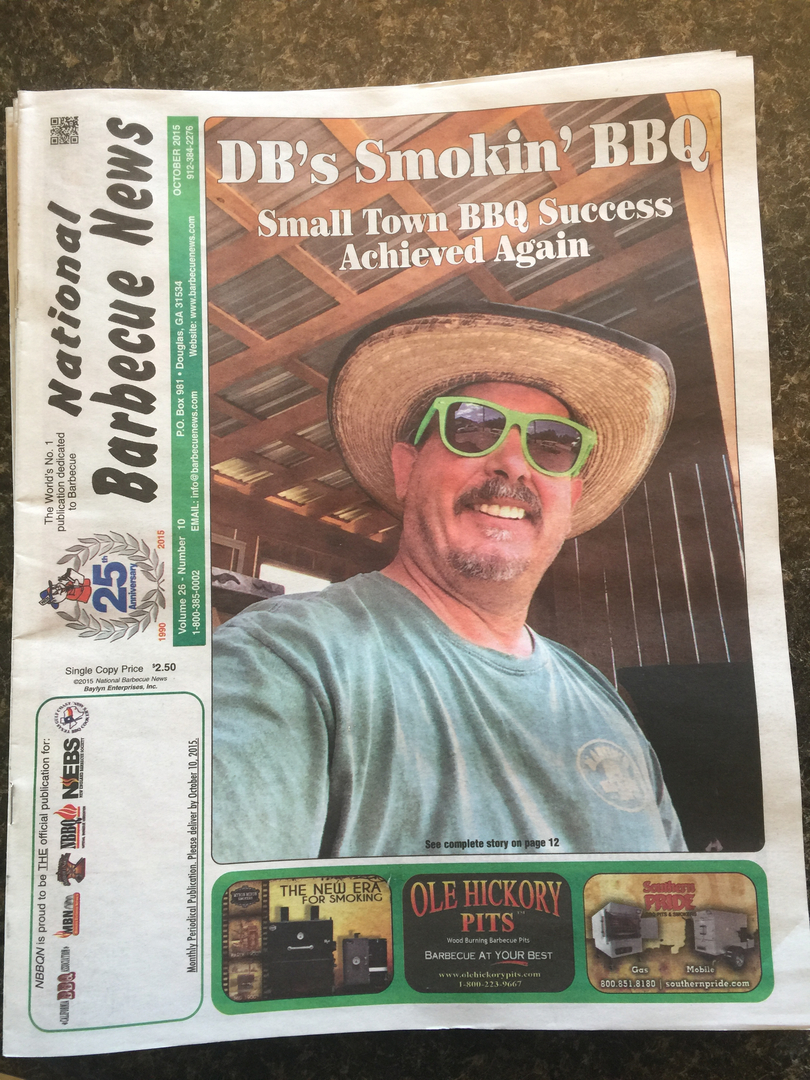 The World's No. 1
publication dedicated
to Barbecue
National
Barbecue News
25th
Anniversary
1990
2015
Volume 26 - Number 10
P.O. Box 981 • Douglas, GA 31534
OCTOBER 2015
1-800-385-0002
EMAIL: info@barbecuenews.com
Website: www.barbecuenews.com
912-384-2276
Single Copy Price $2.50
©2015 National Barbecue News
Baylyn Enterprises, Inc.
NBBQN is proud to be THE official publication for:
BBQ
MBN
NBBQA
NEBS
Monthly Periodical Publication. Please deliver by October 10, 2015.
DB's Smokin' BBQ
Small Town BBQ Success
Achieved Again
See complete story on page 12
THE NEW ERA
FOR SMOKING
OLE HICKORY
PITS
Wood Burning Barbecue Pits
BARBECUE AT YOUR BEST
www.olehickorypits.com
1-800-223-9667
Southern
PRIDE
Gas
Mobile
800.851.8180 | southernpride.com